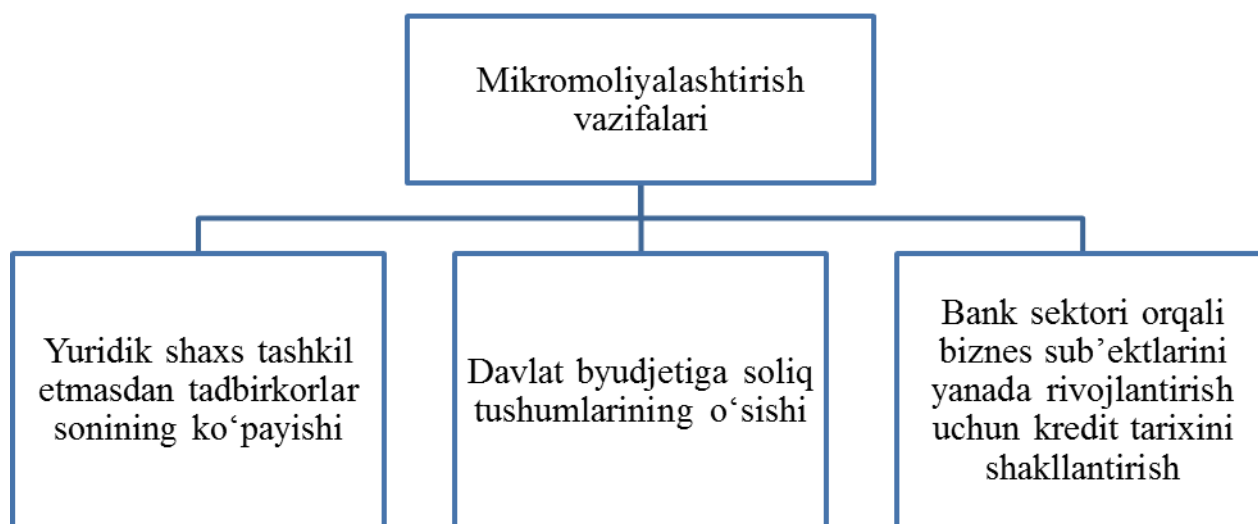 Mikromoliyalashtirish
vazifalari
Yuridik shaxs tashkil
etmasdan tadbirkorlar
sonining ko‘payishi
Davlat byudjetiga soliq
tushumlarining o‘sishi
Bank sektori orqali
biznes sub’ektlarini
yanada rivojlantirish
uchun kredit tarixini
shakllantirish